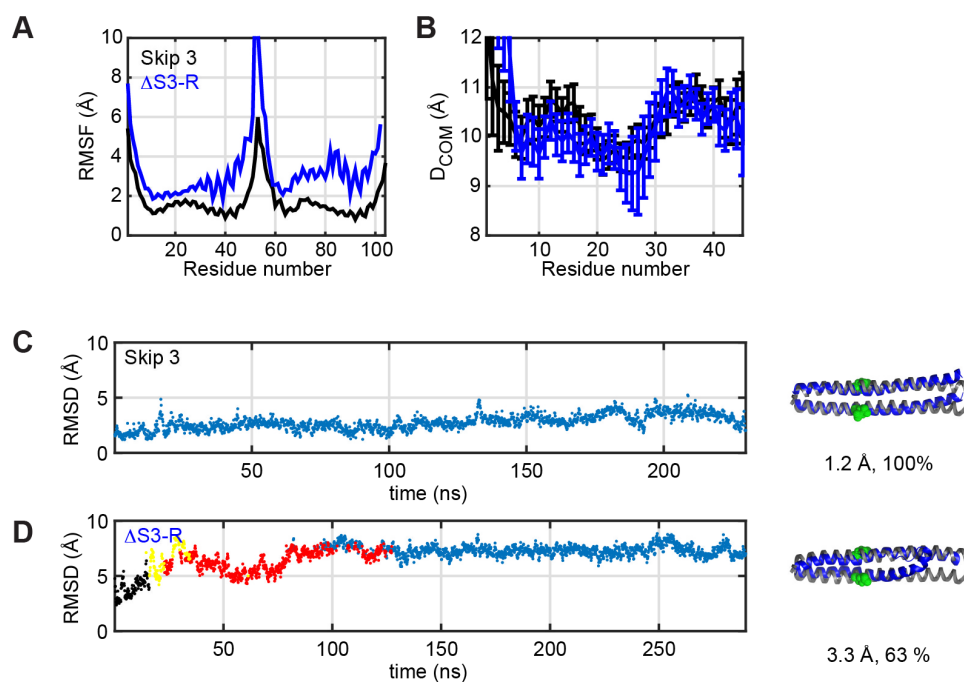 A
B
10
8
6
4
2
0
RMSF (Å)
Skip 3
ΔS3-R
20 40 60 80 100
Residue number
12
11
10
9
8
DCOM (Å)
10 20 30 40
Residue number
C
10
5
0
RMSD (Å)
Skip 3
50 100 150 200
time (ns)
1.2 Å, 100%
D
10
5
0
RMSD (Å)
ΔS3-R
50 100 150 200 250
time (ns)
3.3 Å, 63 %